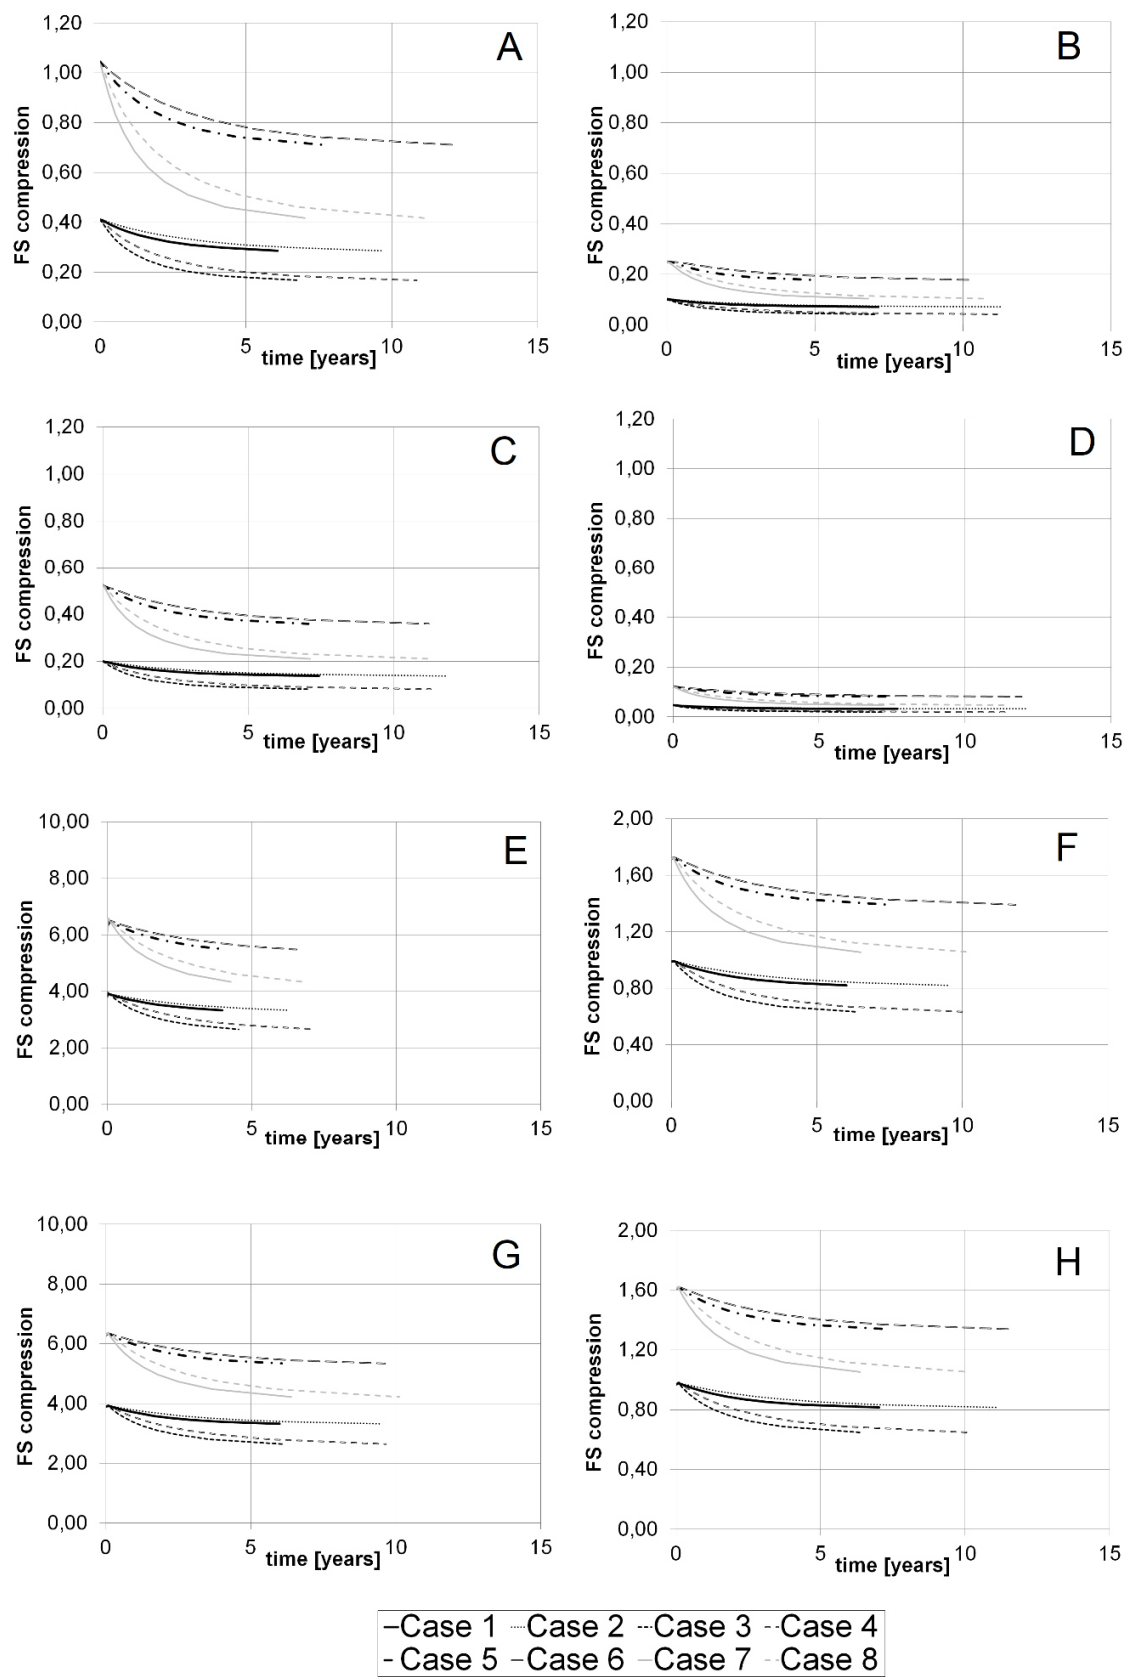 A
1,20
1,00
0,80
0,60
0,40
0,20
0,00
FS compression
0 5 10 15
time [years]
B
1,20
1,00
0,80
0,60
0,40
0,20
0,00
FS compression
0 5 10 15
time [years]
C
1,20
1,00
0,80
0,60
0,40
0,20
0,00
FS compression
0 5 10 15
time [years]
D
1,20
1,00
0,80
0,60
0,40
0,20
0,00
FS compression
0 5 10 15
time [years]
E
10,00
8,00
6,00
4,00
2,00
0,00
FS compression
0 5 10 15
time [years]
F
2,00
1,60
1,20
0,80
0,40
0,00
FS compression
0 5 10 15
time [years]
G
10,00
8,00
6,00
4,00
2,00
0,00
FS compression
0 5 10 15
time [years]
H
2,00
1,60
1,20
0,80
0,40
0,00
FS compression
0 5 10 15
time [years]
Case 1 Case 2 Case 3 Case 4
Case 5 Case 6 Case 7 Case 8